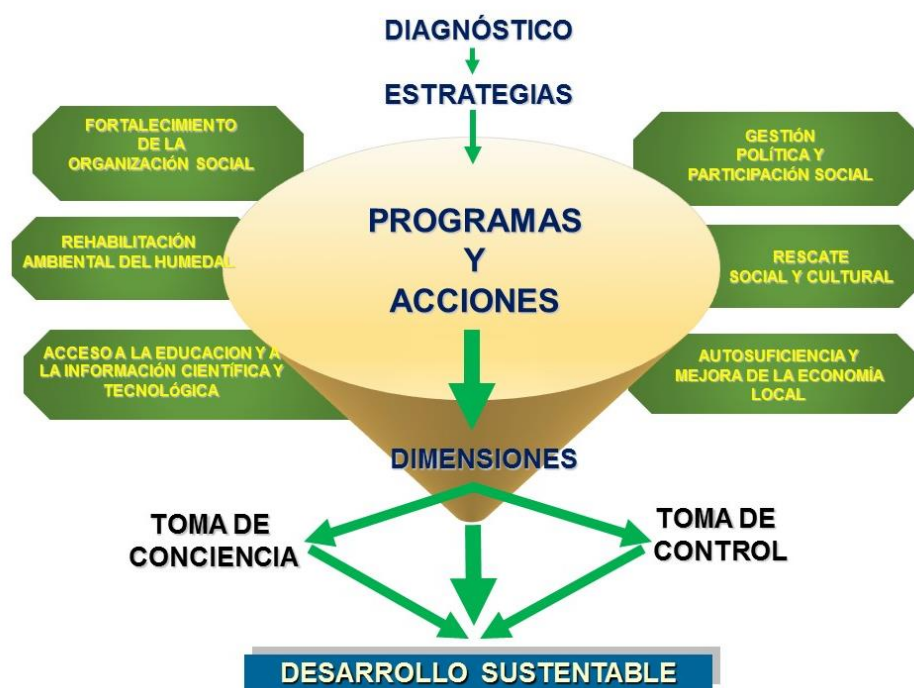 DIAGNÓSTICO
ESTRATEGIAS
FORTALECIMIENTO
DE LA
ORGANIZACIÓN SOCIAL
GESTIÓN
POLÍTICA Y
PARTICIPACIÓN SOCIAL
PROGRAMAS
Y
ACCIONES
REHABILITACIÓN
AMBIENTAL DEL HUMEDAL
RESCATE
SOCIAL Y CULTURAL
ACCESO A LA EDUCACION Y A
LA INFORMACIÓN CIENTÍFICA Y
TECNOLÓGICA
AUTOSUFICIENCIA Y
MEJORA DE LA ECONOMÍA
LOCAL
DIMENSIONES
TOMA DE
CONCIENCIA
TOMA DE
CONTROL
DESARROLLO SUSTENTABLE